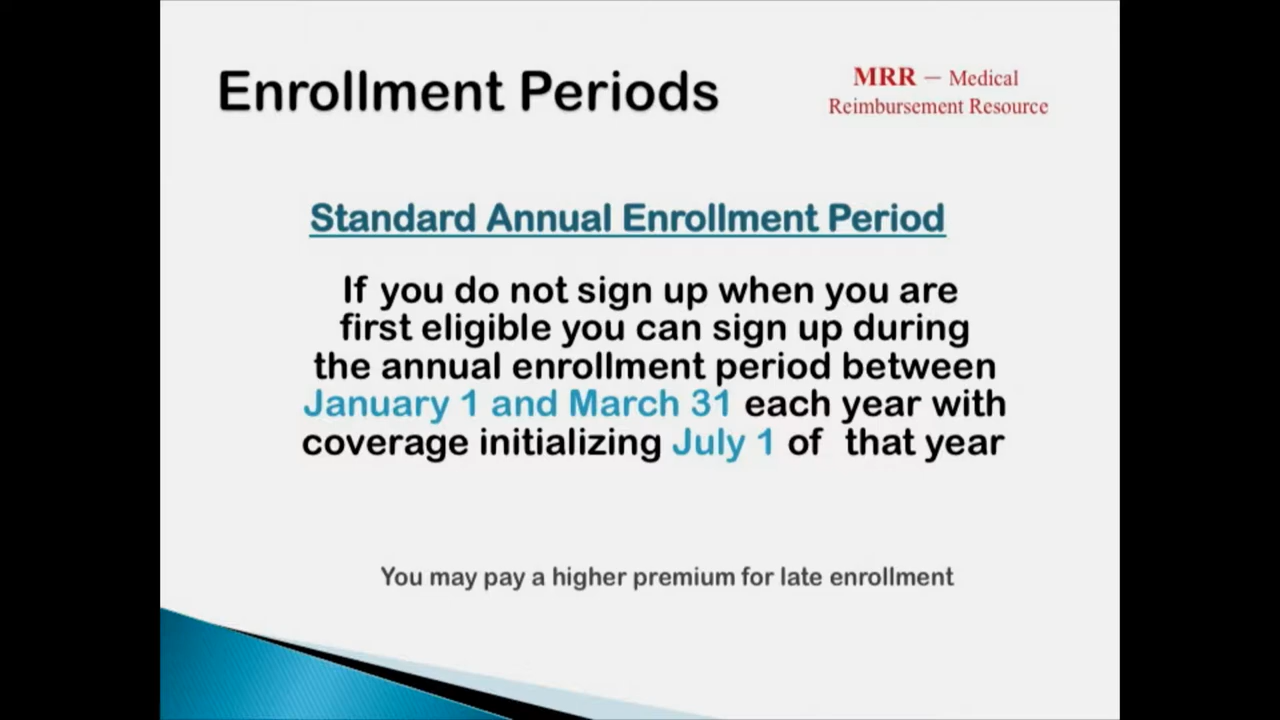 Enrollment Periods
MRR – Medical
Reimbursement Resource
Standard Annual Enrollment Period
If you do not sign up when you are
first eligible you can sign up during
the annual enrollment period between
January 1 and March 31 each year with
coverage initializing July 1 of that year
You may pay a higher premium for late enrollment